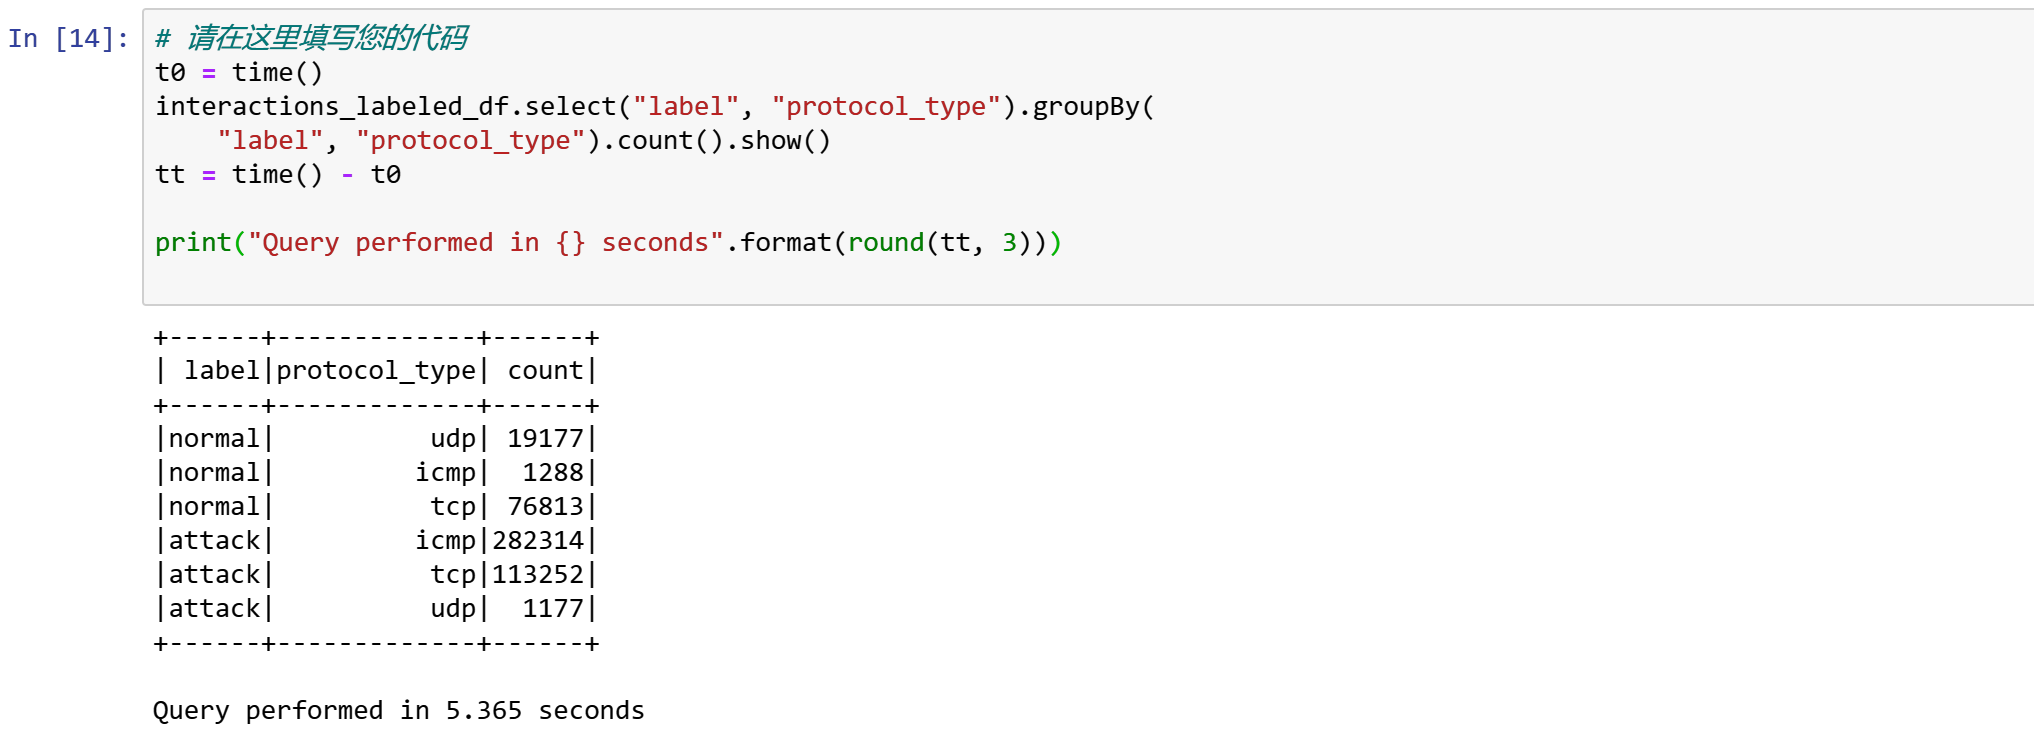 In [14]:
# 请在这里填写您的代码
t0 = time()
interactions_labeled_df.select("label", "protocol_type").groupBy(
    "label", "protocol_type").count().show()
tt = time() - t0
print("Query performed in {} seconds".format(round(tt, 3)))
+------+-------------+------+
| label|protocol_type| count|
+------+-------------+------+
|normal|          udp| 19177|
|normal|         icmp|  1288|
|normal|          tcp| 76813|
|attack|         icmp|282314|
|attack|          tcp|113252|
|attack|          udp|  1177|
+------+-------------+------+
Query performed in 5.365 seconds